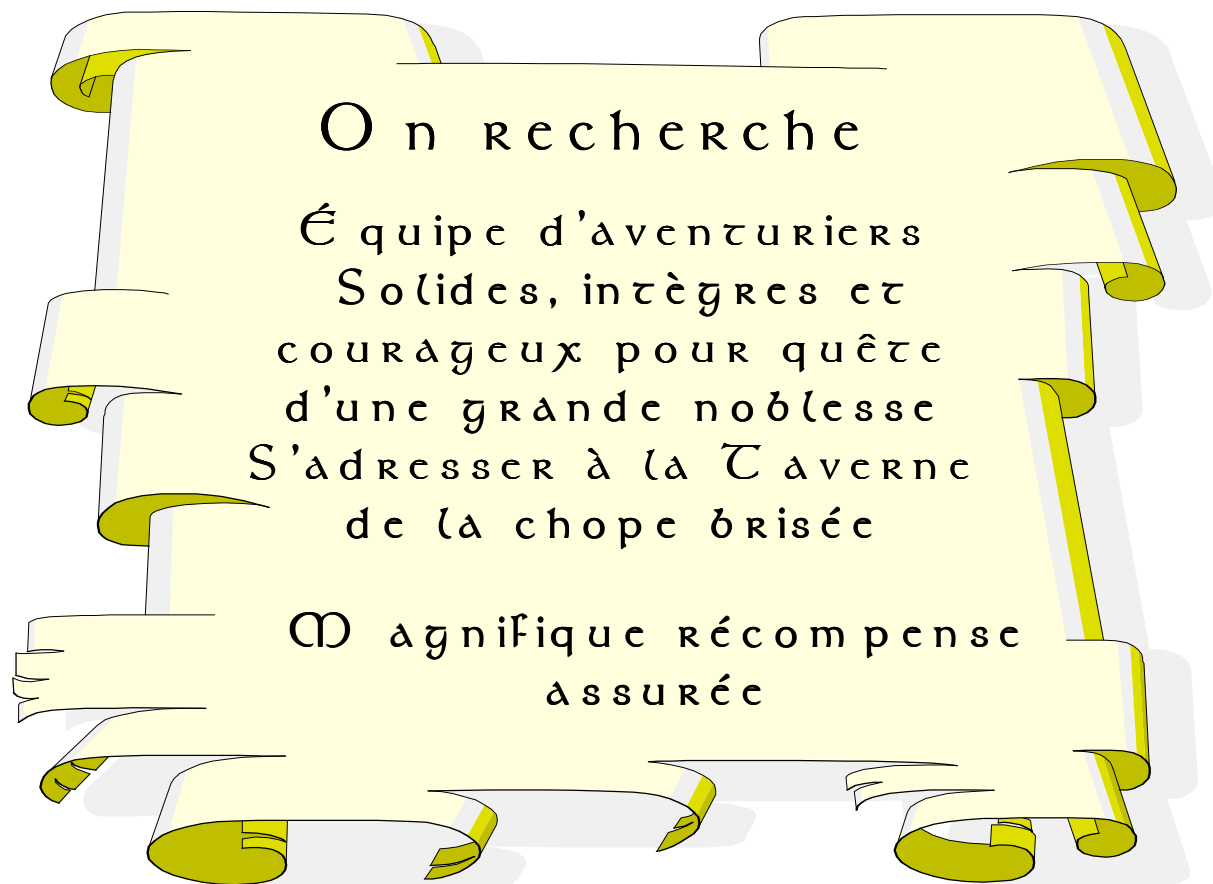 On recherche
Équipe d'aventuriers
Solides, intègres et
courageux pour quête
d'une grande noblesse
S'adresser à la Taverne
de la chope brisée
Magnifique récompense
assurée